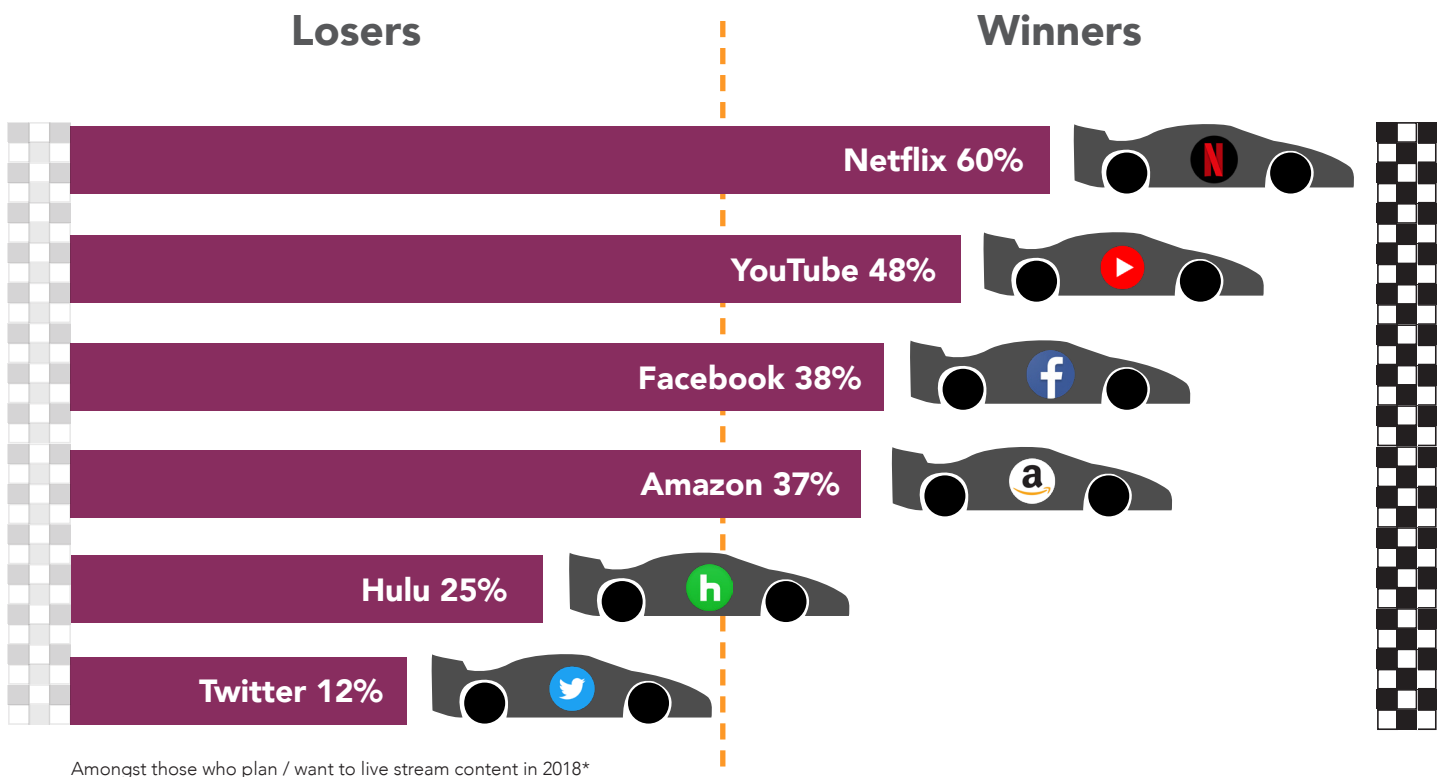 Losers
Winners
Netflix 60%
N
YouTube 48%
Facebook 38%
f
Amazon 37%
a
Hulu 25%
h
Twitter 12%
Amongst those who plan / want to live stream content in 2018*